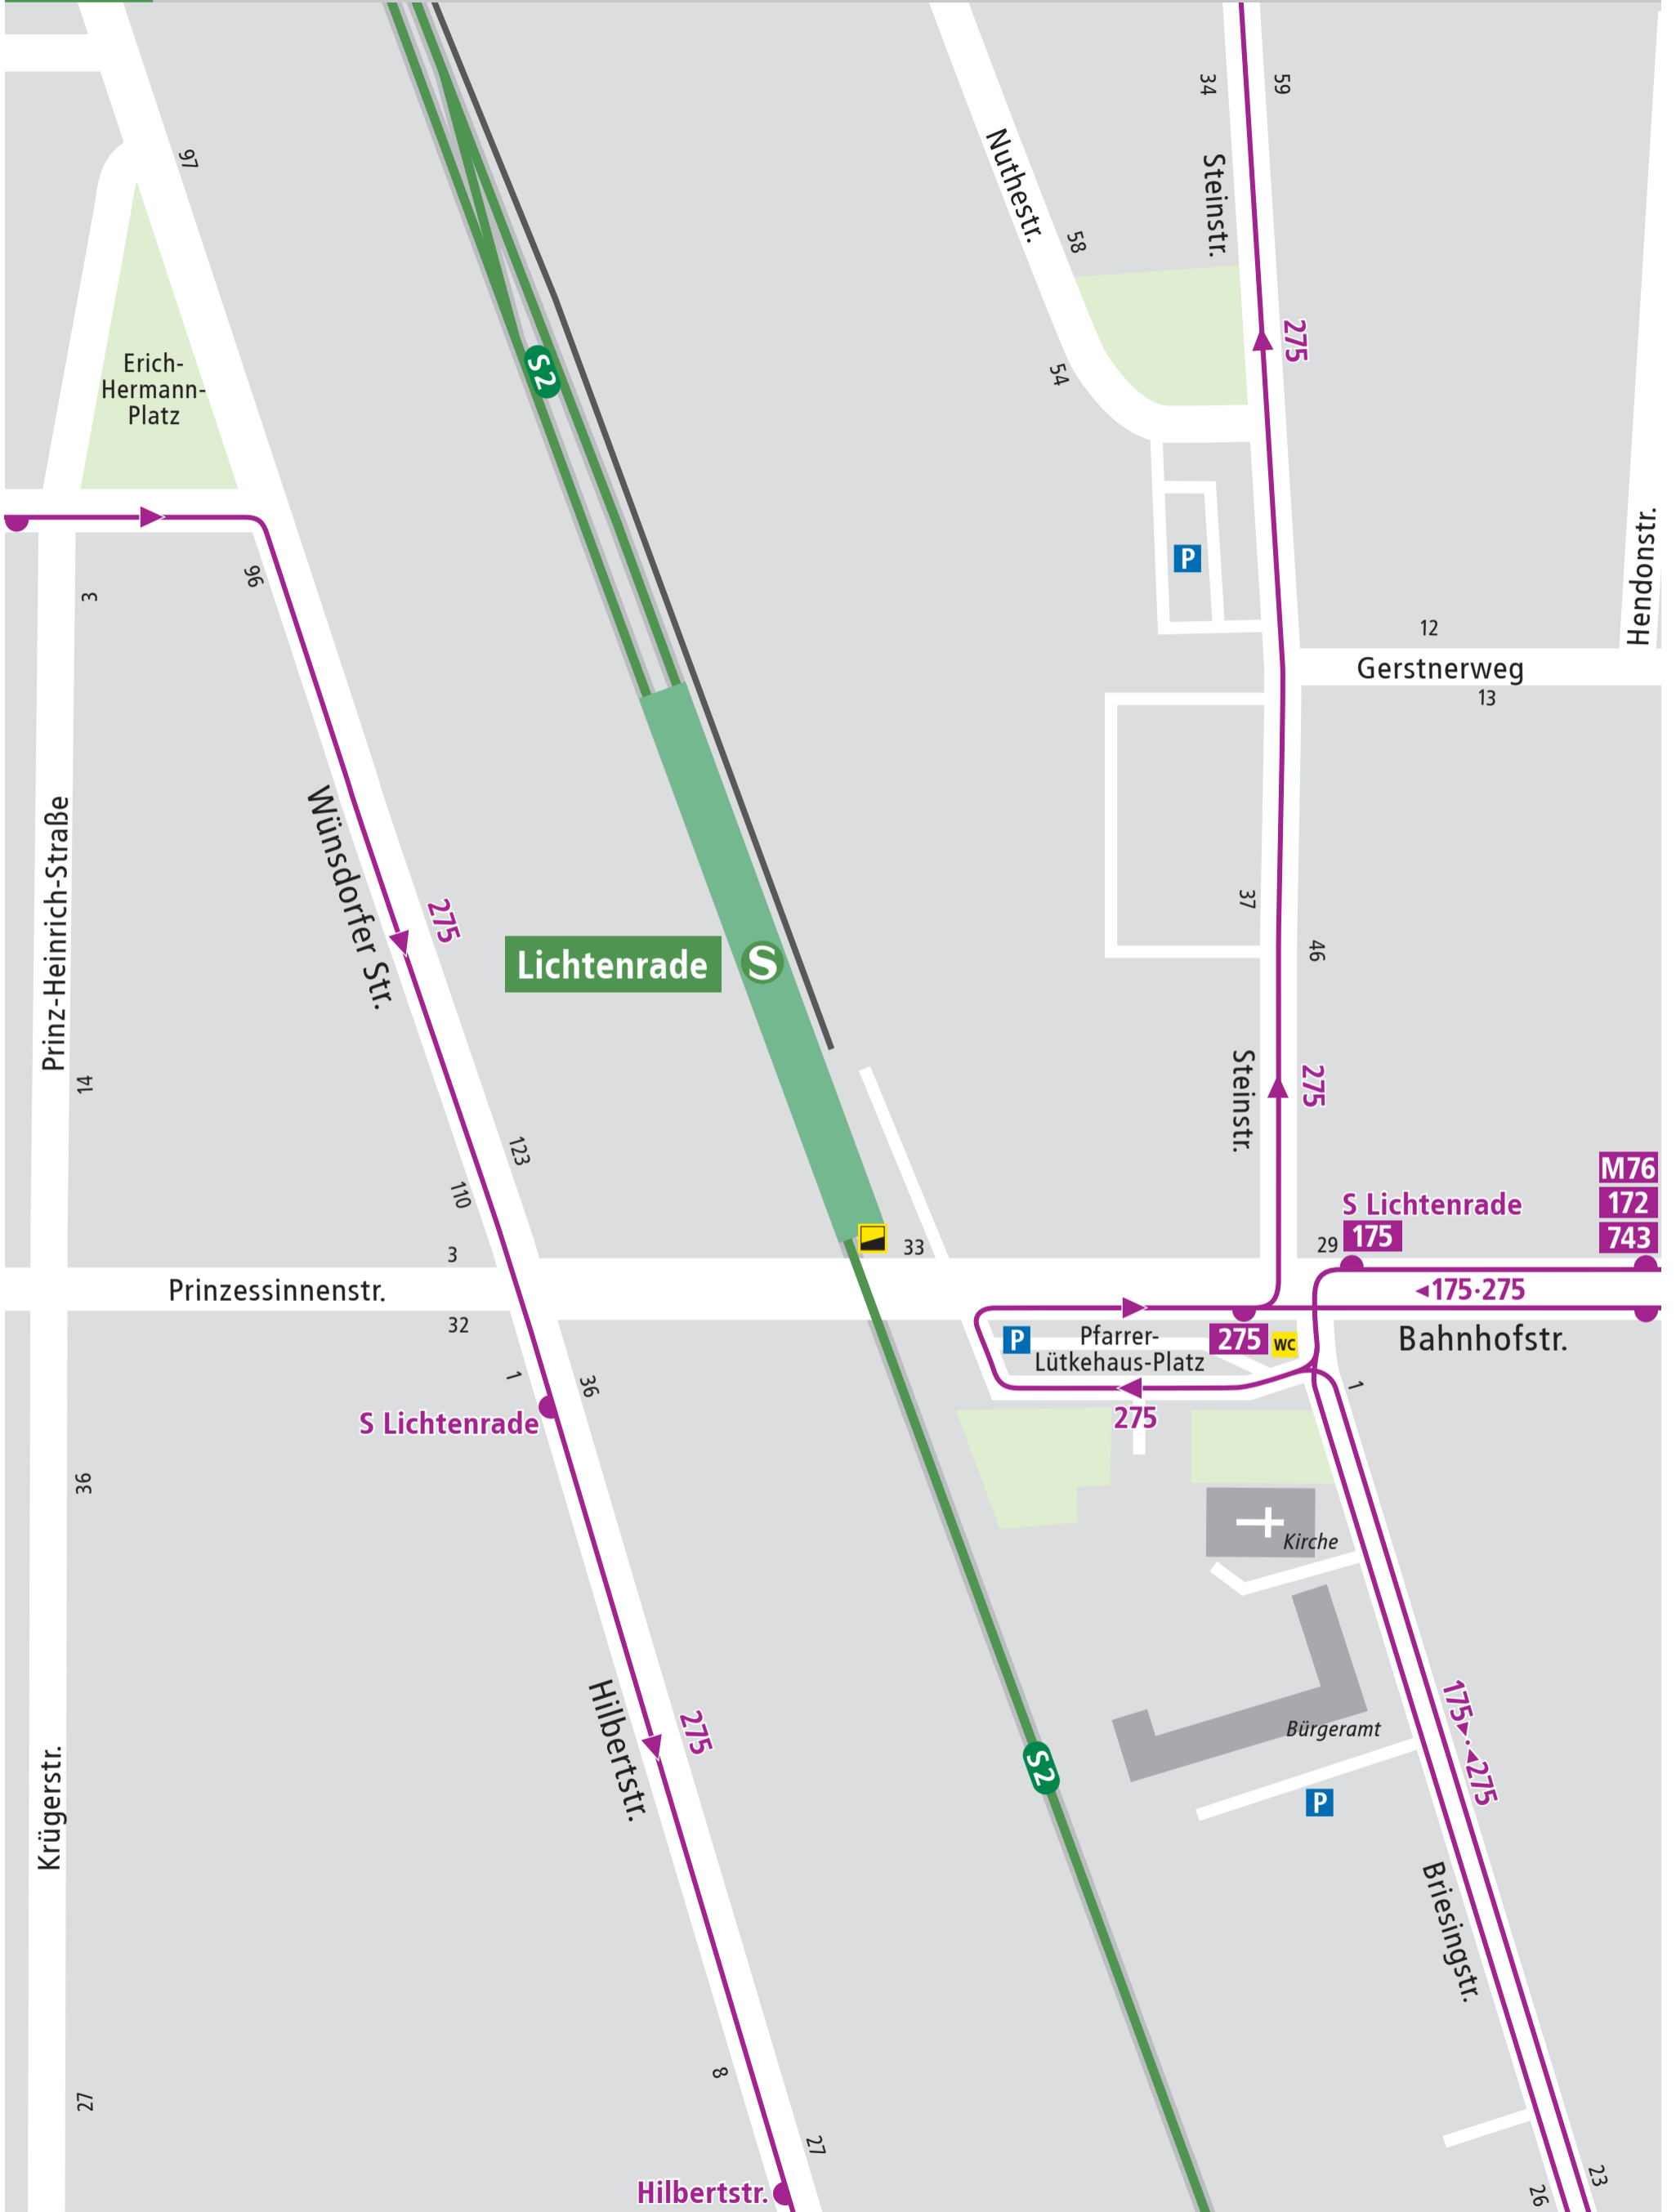 34
59
97
Nuthestr.
Steinstr.
58
275
S2
54
Erich-
Hermann-
Platz
P
Hendonstr.
96
3
12
Gerstnerweg
13
Prinz-Heinrich-Straße
Wünsdorfer Str.
275
37
46
Lichtenrade
S
14
Steinstr.
275
123
110
M76
172
743
S Lichtenrade
175
29
33
3
Prinzessinnenstr.
32
175·275
P
Pfarrer-
Lütkehaus-Platz
275
WC
Bahnhofstr.
1
36
1
275
S Lichtenrade
36
Kirche
Hilbertstr.
275
Bürgeramt
175·275
S2
P
Krügerstr.
Briesingstr.
8
27
27
23
26
Hilbertstr.